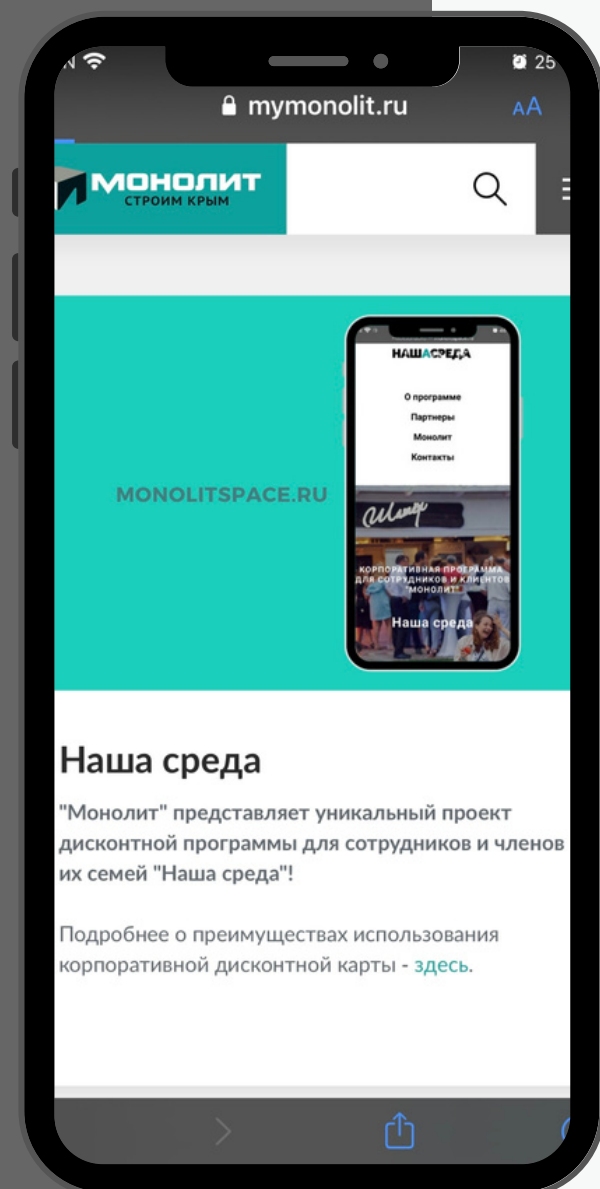 25
mymonolit.ru
AA
МОНОЛИТ
СТРОИМ КРЫМ
НАШАСРЕДА
О программе
Партнеры
Монолит
Контакты
MONOLITSPACE.RU
Штат
КОРПОРАТИВНАЯ ПРОГРАММА
ДЛЯ СОТРУДНИКОВ И КЛИЕНТОВ
"МОНОЛИТ"
Наша среда
Наша среда
"Монолит" представляет уникальный проект
дисконтной программы для сотрудников и членов
их семей "Наша среда"!
Подробнее о преимуществах использования
корпоративной дисконтной карты - здесь.